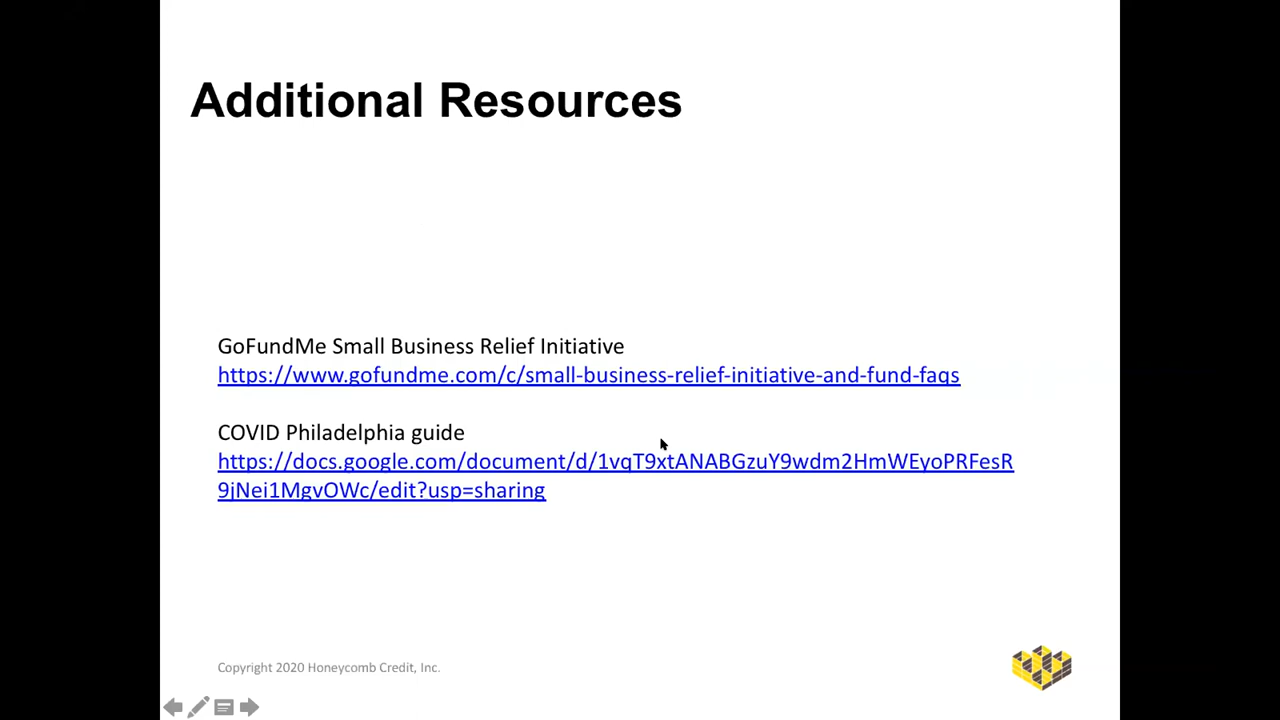 Additional Resources
GoFundMe Small Business Relief Initiative
https://www.gofundme.com/c/small-business-relief-initiative-and-fund-faqs
COVID Philadelphia guide
https://docs.google.com/document/d/1vqT9xtANABGzuY9wdm2HmWEyoPRFesR
9jNei1MgvOWc/edit?usp=sharing
Copyright 2020 Honeycomb Credit, Inc.